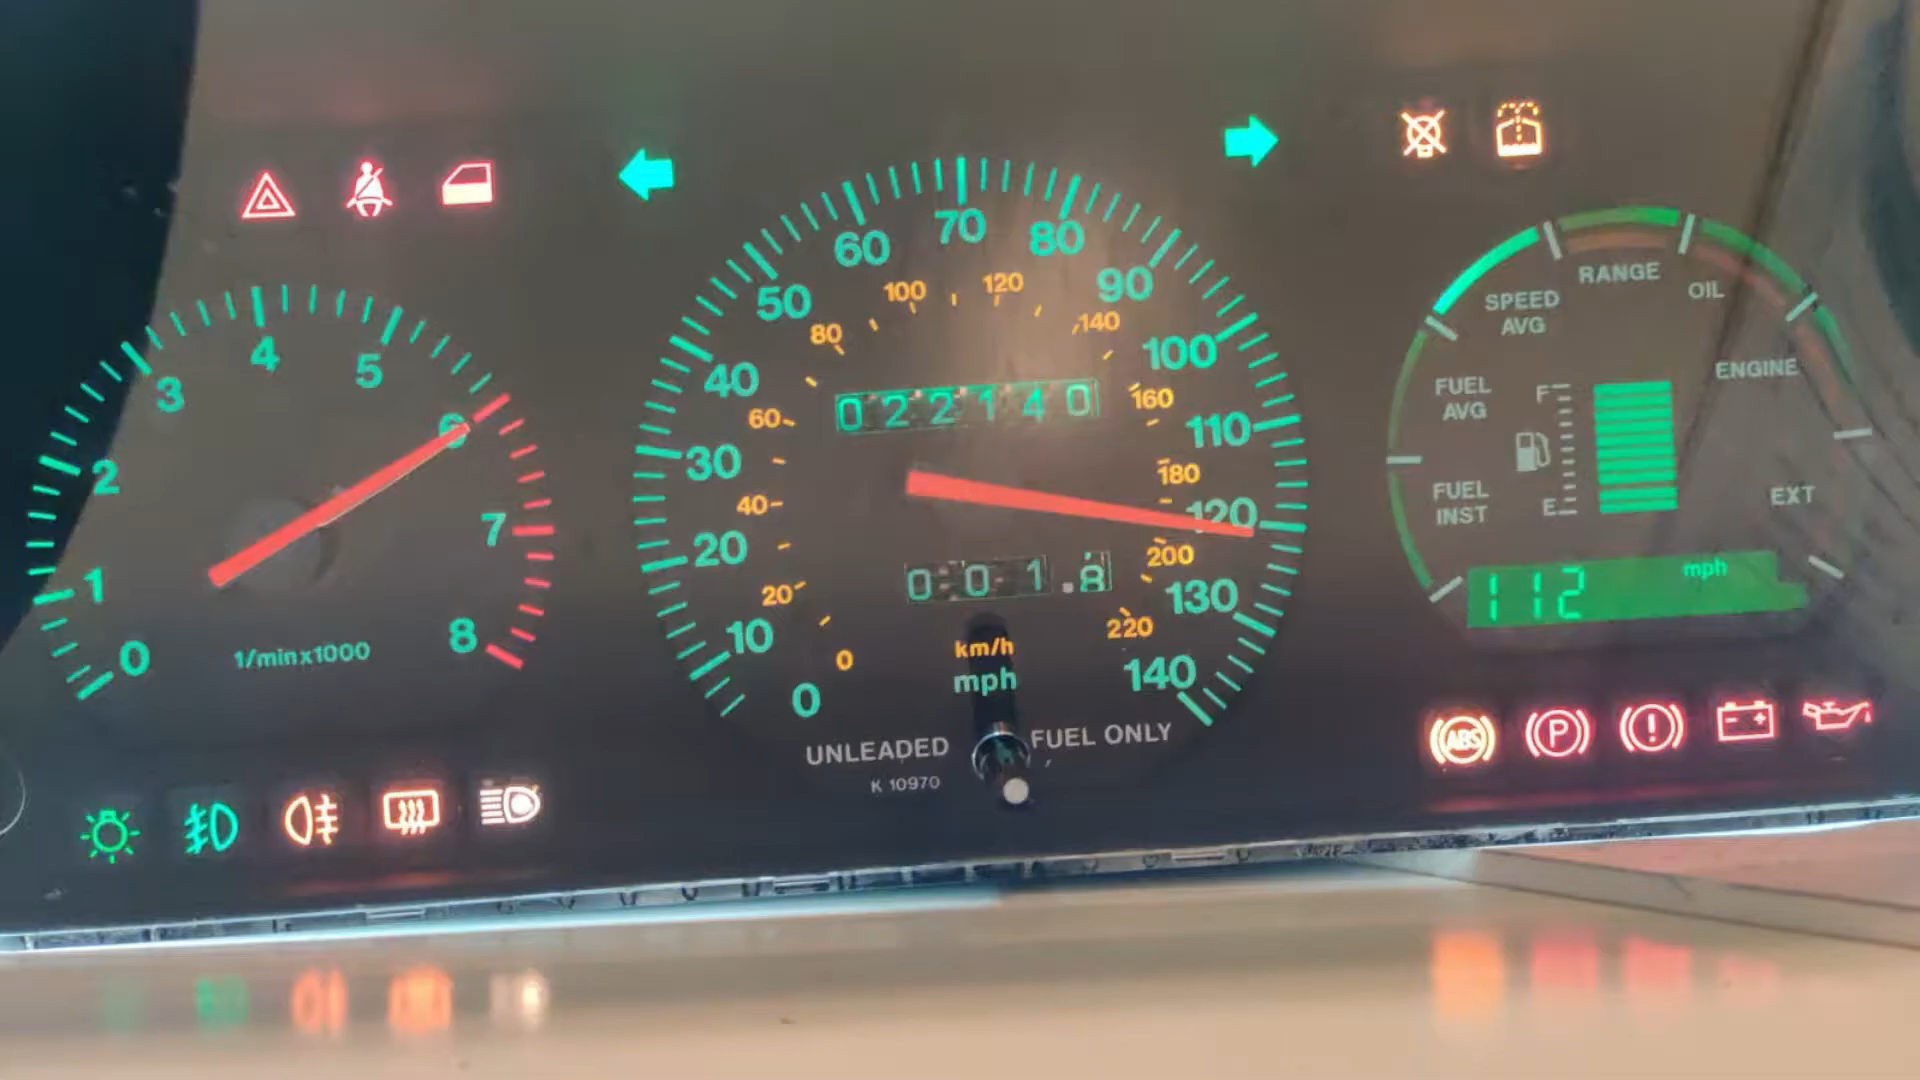 0
1
2
3
4
5
6
7
8
1/minx1000
0
10
20
30
40
50
60
70
80
90
100
110
120
130
140
0
20
40
60
80
100
120
140
160
180
200
220
022140
001.8
km/h
mph
UNLEADED FUEL ONLY
K 10970
FUEL INST
FUEL AVG
SPEED AVG
RANGE
OIL
ENGINE
EXT
F
E
112 mph
ABS
P
!